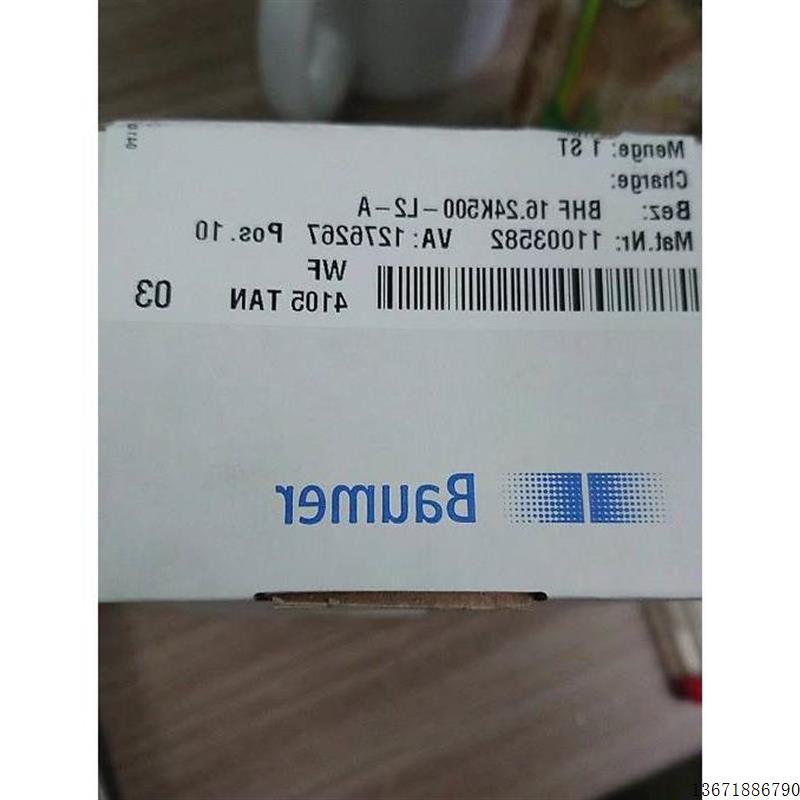 Menge: 1 ST
Charge:
Bez: BHF 16.24K500-L2-A
Mat.Nr: 11003582 VA: 1276267 Pos. 10
WF
4105 TAN 03
Baumer
13671886790